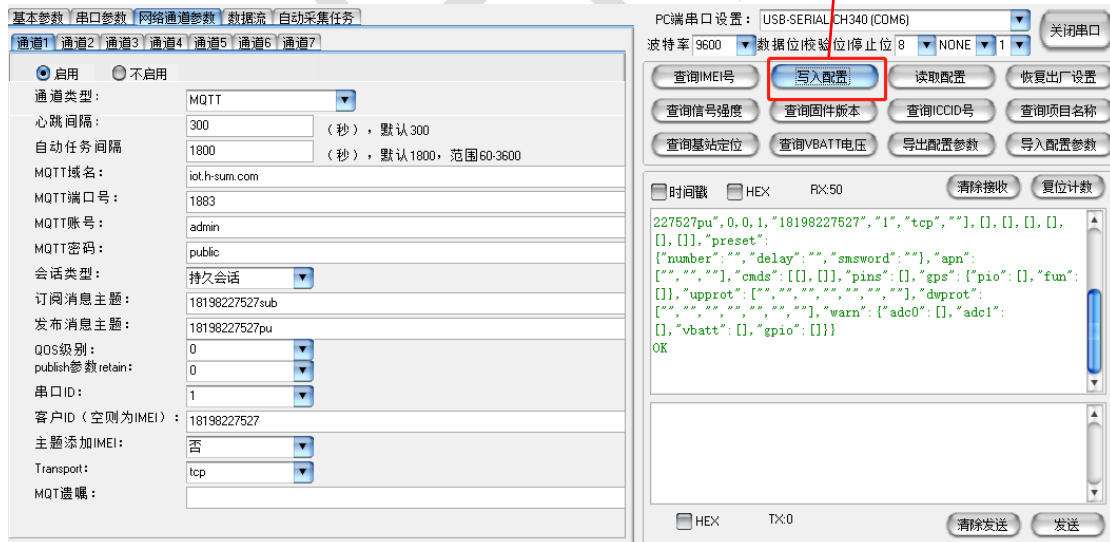 基本参数 串口参数 网络通道参数 数据流 自动采集任务
通道1 通道2 通道3 通道4 通道5 通道6 通道7
启用 不启用
通道类型: MQTT
心跳间隔: 300 (秒),默认300
自动任务间隔 1800 (秒),默认1800,范围60-3600
MQTT域名: iot.h-sum.com
MQTT端口号: 1883
MQTT账号: admin
MQTT密码: public
会话类型: 持久会话
订阅消息主题: 18198227527sub
发布消息主题: 18198227527pu
QOS级别: 0
publish参数retain: 0
串口ID: 1
客户ID(空则为IMEI): 18198227527
主题添加IMEI: 否
Transport: tcp
MQT遗嘱:
PC端串口设置: USB-SERIAL CH340 (COM6)
关闭串口
波特率 9600 数据位|校验位|停止位 8 NONE 1
查询IMEI号 写入配置 读取配置 恢复出厂设置
查询信号强度 查询固件版本 查询ICCID号 查询项目名称
查询基站定位 查询VBATT电压 导出配置参数 导入配置参数
时间戳 HEX RX:50 清除接收 复位计数
227527pu",0,0,1,"18198227527","1","tcp",""],[],[],[],[],
[],[]],"preset":
{"number":"","delay":"","smsword":""},"apn":
["","",""],"cmds":[[],[]],"pins":[],"gps":{"pio":[],"fun":
[]},"upprot":["","","","","","",""],"dwprot":
["","","","","","",""],"warn":{"adc0":[],"adc1":
[],"vbatt":[],"gpio":[]}}
OK
HEX TX:0 清除发送 发送